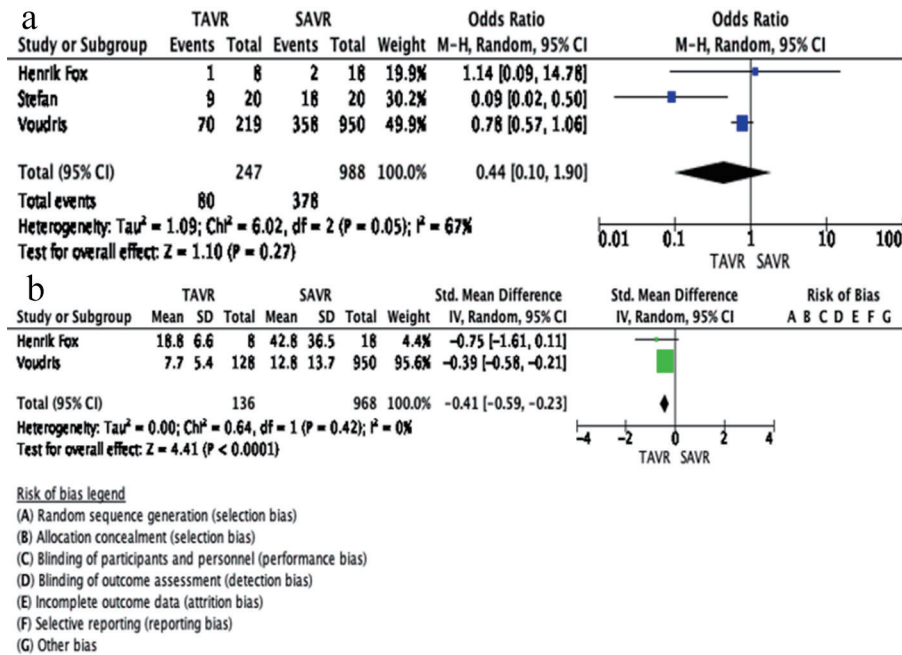 a
TAVR SAVR Odds Ratio Odds Ratio
Study or Subgroup Events Total Events Total Weight M-H, Random, 95% CI M-H, Random, 95% CI
Henrik Fox 1 8 2 18 19.9% 1.14 [0.09, 14.78]
Stefan 9 20 18 20 30.2% 0.09 [0.02, 0.50]
Voudris 70 219 358 950 49.9% 0.78 [0.57, 1.06]
Total (95% CI) 247 988 100.0% 0.44 [0.10, 1.90]
Total events 80 378
Heterogeneity: Tau² = 1.09; Chi² = 6.02, df = 2 (P = 0.05); I² = 67%
Test for overall effect: Z = 1.10 (P = 0.27)
0.01 0.1 1 10 100
TAVR SAVR
b
TAVR SAVR Std. Mean Difference Std. Mean Difference Risk of Bias
Study or Subgroup Mean SD Total Mean SD Total Weight IV, Random, 95% CI IV, Random, 95% CI A B C D E F G
Henrik Fox 18.8 6.6 8 42.8 36.5 18 4.4% -0.75 [-1.61, 0.11]
Voudris 7.7 5.4 128 12.8 13.7 950 95.6% -0.39 [-0.58, -0.21]
Total (95% CI) 136 968 100.0% -0.41 [-0.59, -0.23]
Heterogeneity: Tau² = 0.00; Chi² = 0.64, df = 1 (P = 0.42); I² = 0%
Test for overall effect: Z = 4.41 (P < 0.0001)
-4 -2 0 2 4
TAVR SAVR
Risk of bias legend
(A) Random sequence generation (selection bias)
(B) Allocation concealment (selection bias)
(C) Blinding of participants and personnel (performance bias)
(D) Blinding of outcome assessment (detection bias)
(E) Incomplete outcome data (attrition bias)
(F) Selective reporting (reporting bias)
(G) Other bias